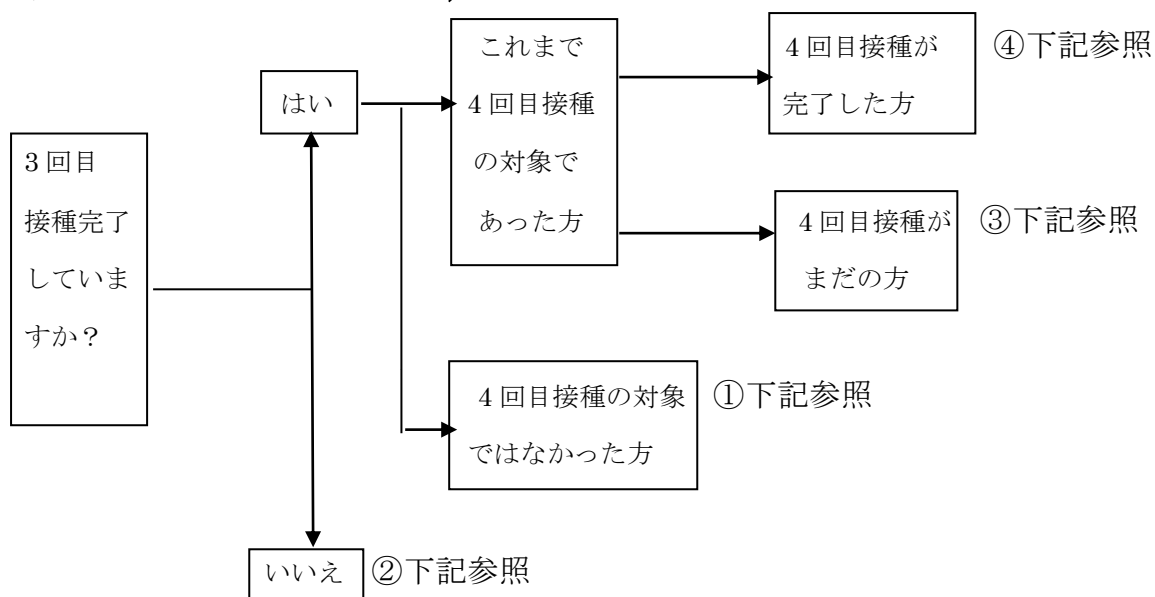 3回目
接種完了
していま
すか?
はい
これまで
4回目接種
の対象で
あった方
4回目接種が
完了した方
④下記参照
4回目接種が
まだの方
③下記参照
4回目接種の対象
ではなかった方
①下記参照
いいえ
②下記参照